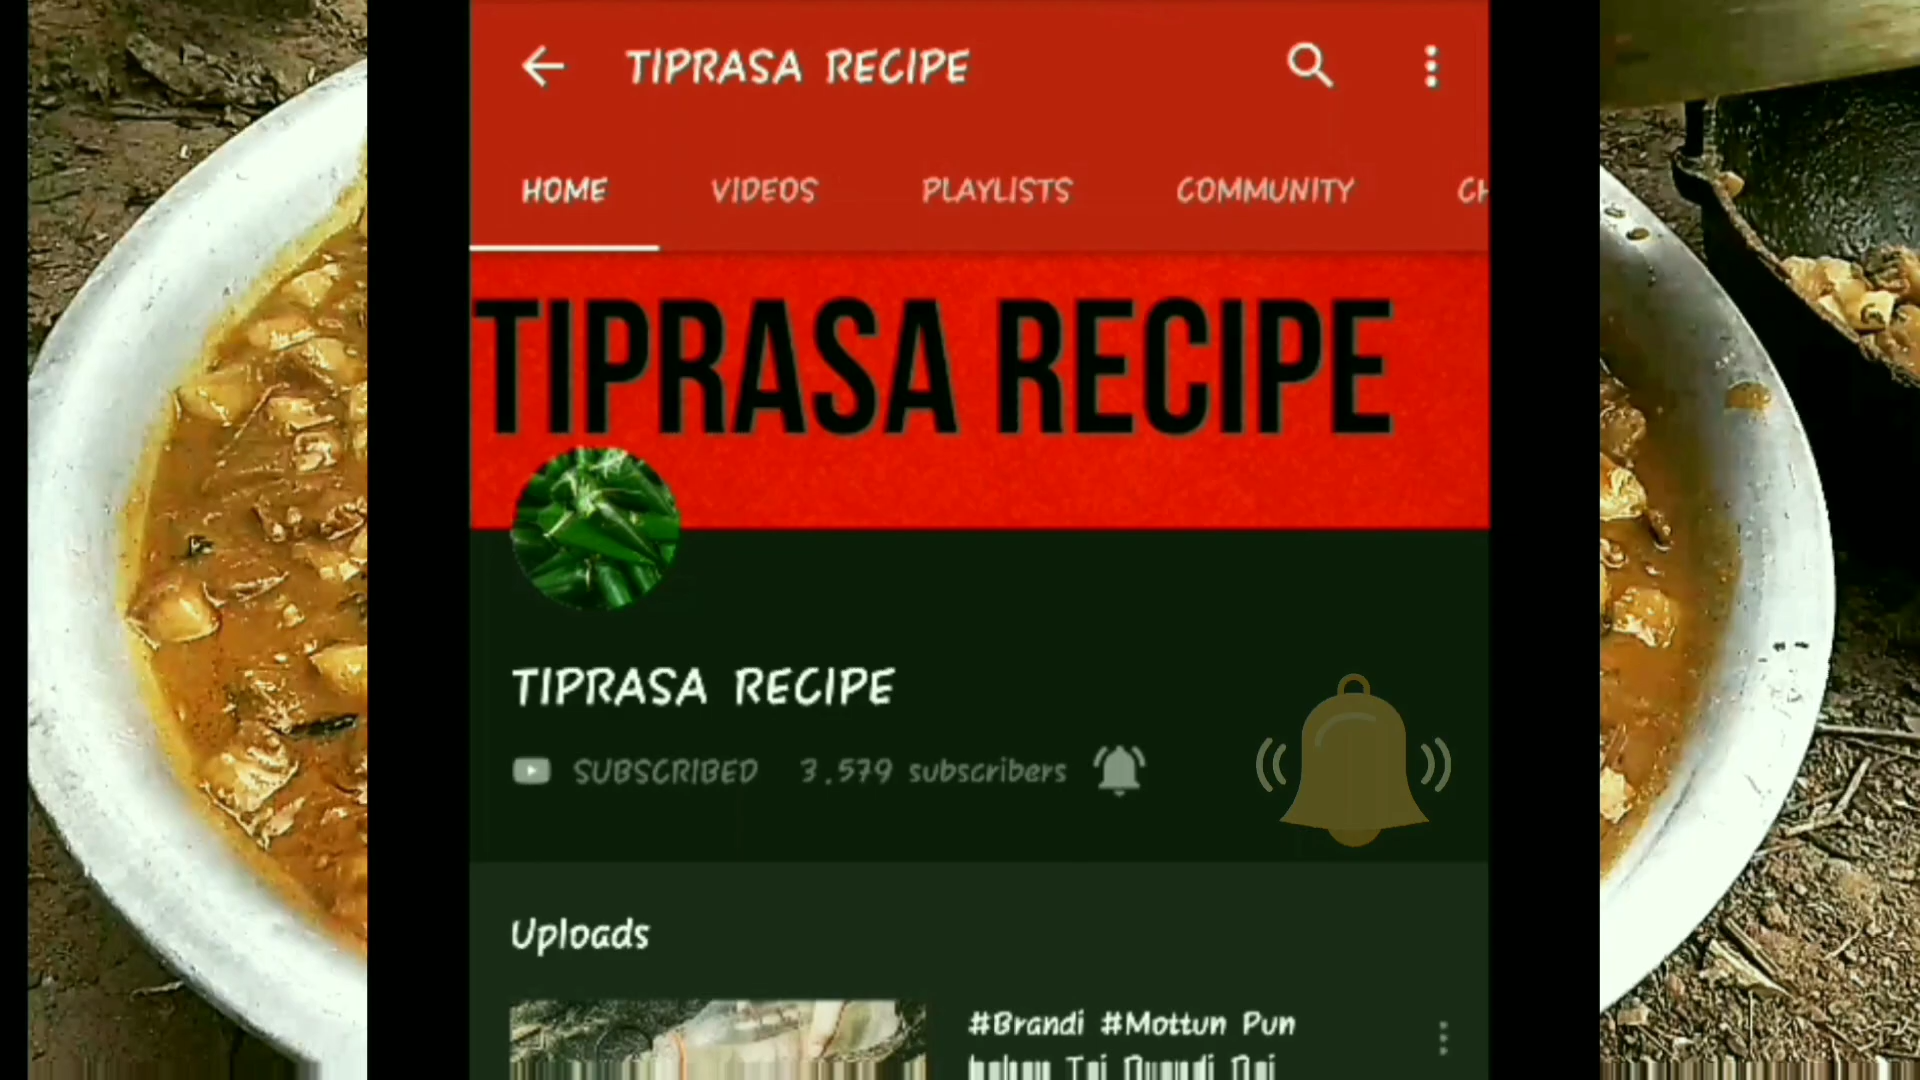 TIPRASA RECIPE
HOME VIDEOS PLAYLISTS COMMUNITY
TIPRASA RECIPE
TIPRASA RECIPE
SUBSCRIBED 3.579 subscribers
Uploads
#Brandi #Mottun Pun